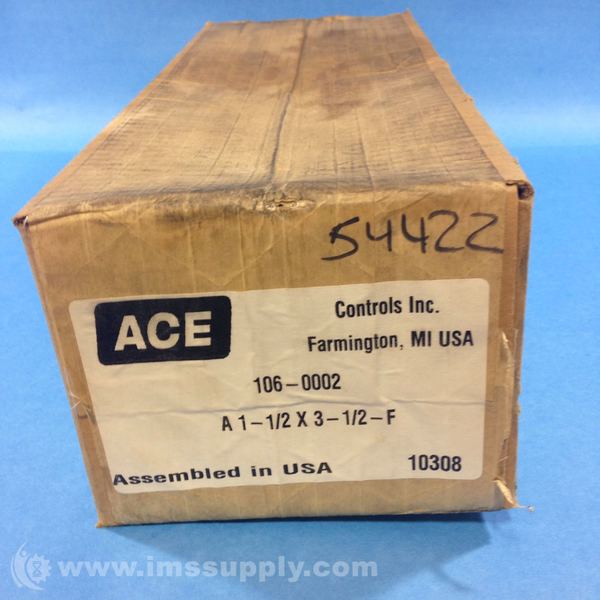 54422
ACE
Controls Inc.
Farmington, MI USA
106-0002
A 1-1/2 X 3-1/2-F
Assembled in USA 10308
www.imssupply.com